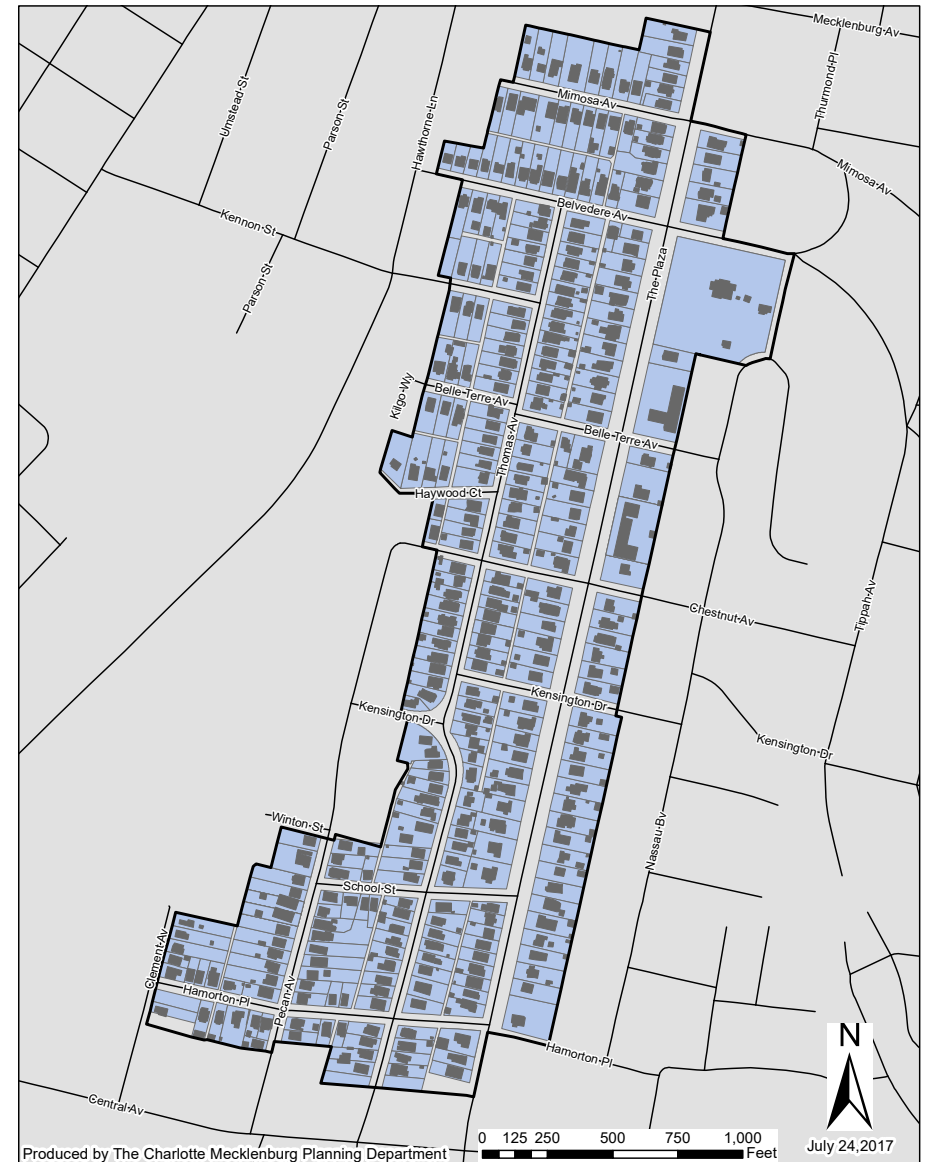 Mecklenburg Av
Thurmond Pl
Umstead St
Parson St
Hawthorne Ln
Mimosa Av
Mimosa Av
Belvedere Av
Kennon St
Parson St
The Plaza
Kilgo Wy
Belle Terre Av
Thomas Av
Belle Terre Av
Haywood Ct
Chestnut Av
Tippah Av
Kensington Dr
Kensington Dr
Kensington Dr
Winton St
Nassau Bv
School St
Clement Av
Hamorton Pl
Pecan Av
Hamorton Pl
Central Av
N
July 24,2017
0 125 250 500 750 1,000
Feet
Produced by The Charlotte Mecklenburg Planning Department